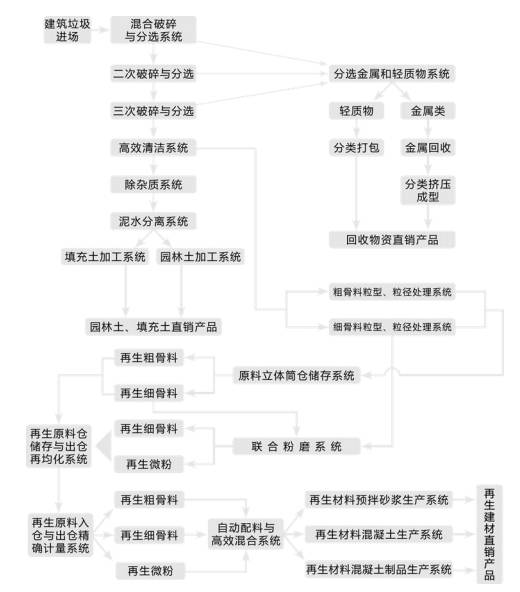 建筑垃圾
进场
混合破碎
与分选系统
二次破碎与分选
分选金属和轻质物系统
三次破碎与分选
轻质物
金属类
高效清洁系统
分类打包
金属回收
除杂质系统
分类挤压
成型
泥水分离系统
回收物资直销产品
填充土加工系统
园林土加工系统
粗骨料粒型、粒径处理系统
园林土、填充土直销产品
细骨料粒型、粒径处理系统
再生粗骨料
原料立体筒仓储存系统
再生细骨料
再生原料仓
储存与出仓
再均化系统
再生细骨料
联合粉磨系统
再生微粉
再生粗骨料
再生材料预拌砂浆生产系统
再生原料入
仓与出仓精
确计量系统
再生细骨料
自动配料与
高效混合系统
再生材料混凝土生产系统
再生微粉
再生材料混凝土制品生产系统
再生建材直销产品